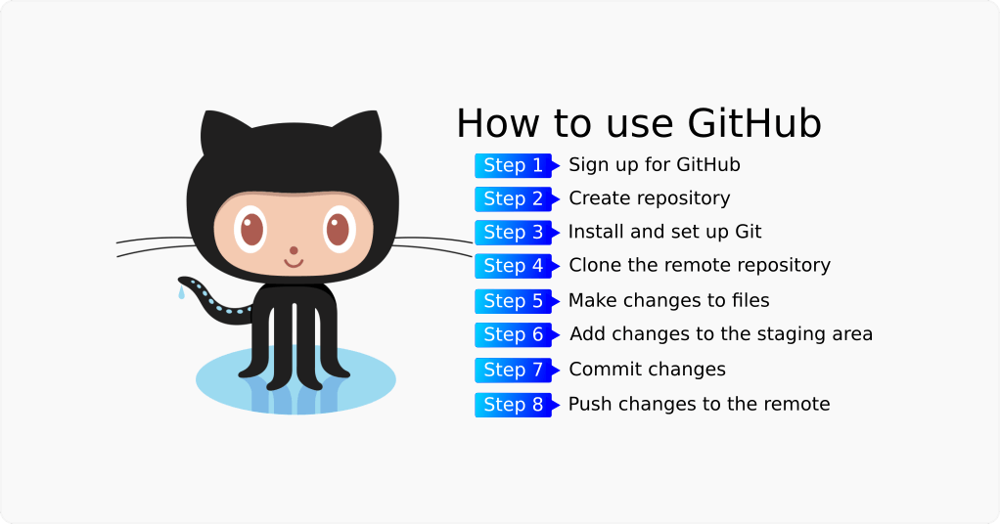 How to use GitHub
Step 1 Sign up for GitHub
Step 2 Create repository
Step 3 Install and set up Git
Step 4 Clone the remote repository
Step 5 Make changes to files
Step 6 Add changes to the staging area
Step 7 Commit changes
Step 8 Push changes to the remote